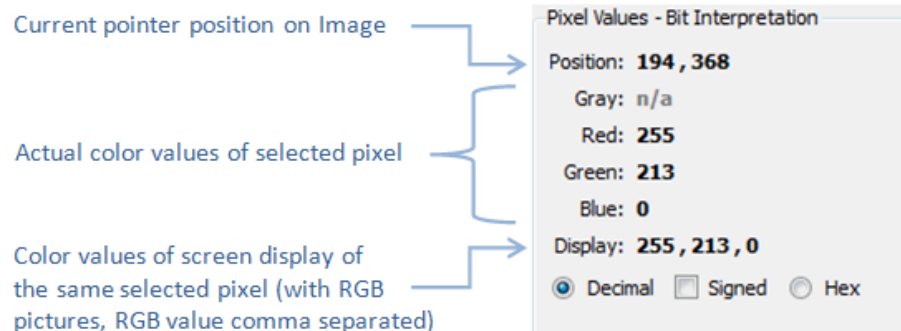 Current pointer position on Image
Pixel Values - Bit Interpretation
Position: 194 , 368
Gray: n/a
Red: 255
Actual color values of selected pixel
Green: 213
Blue: 0
Color values of screen display of
the same selected pixel (with RGB
pictures, RGB value comma separated)
Display: 255 , 213 , 0
Decimal Signed Hex